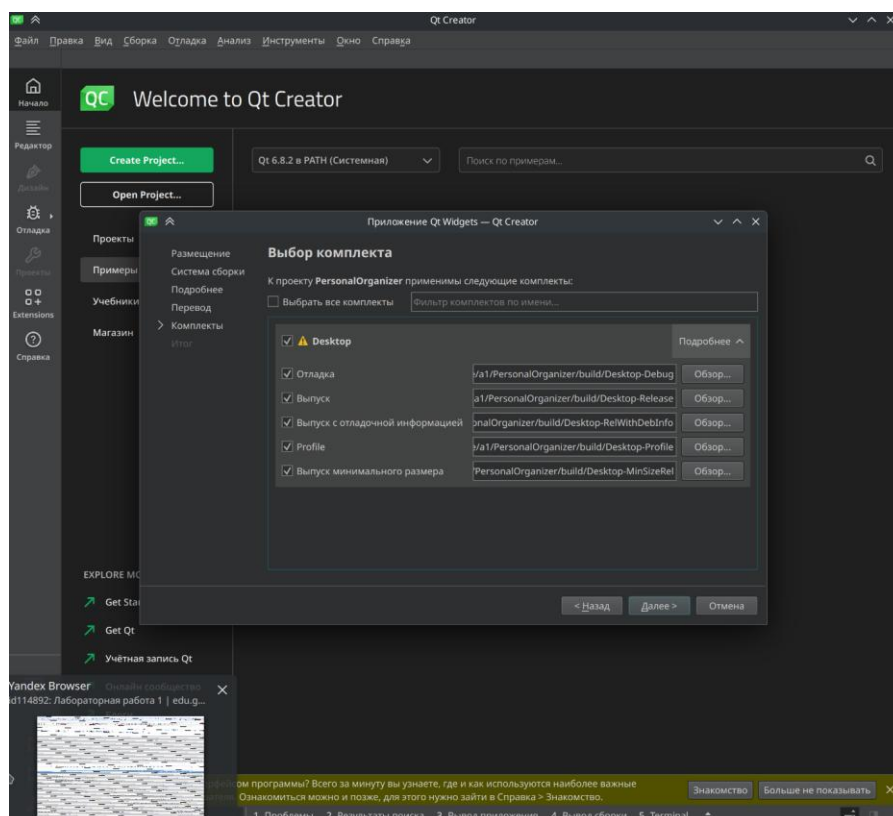 Qt Creator
Файл Правка Вид Сборка Отладка Анализ Инструменты Окно Справка
Начало
Редактор
Дизайн
Отладка
Проекты
Extensions
Справка
QC Welcome to Qt Creator
Create Project...
Open Project...
Qt 6.8.2 в PATH (Системная)
Поиск по примерам...
Проекты
Примеры
Учебники
Магазин
Приложение Qt Widgets — Qt Creator
Размещение
Система сборки
Подробнее
Перевод
Комплекты
Итог
Выбор комплекта
К проекту PersonalOrganizer применимы следующие комплекты:
Выбрать все комплекты Фильтр комплектов по имени...
Desktop Подробнее
Отладка /a1/PersonalOrganizer/build/Desktop-Debug Обзор...
Выпуск a1/PersonalOrganizer/build/Desktop-Release Обзор...
Выпуск с отладочной информацией onalOrganizer/build/Desktop-RelWithDebInfo Обзор...
Profile /a1/PersonalOrganizer/build/Desktop-Profile Обзор...
Выпуск минимального размера PersonalOrganizer/build/Desktop-MinSizeRel Обзор...
< Назад Далее > Отмена
EXPLORE MO
Get Star
Get Qt
Учётная запись Qt
Онлайн сообщество
Yandex Browser
id114892: Лабораторная работа 1 | edu.g...
ом программы? Всего за минуту вы узнаете, где и как используются наиболее важные
Ознакомиться можно и позже, для этого нужно зайти в Справка > Знакомство.
Знакомство Больше не показывать
1 Проблемы 2 Результаты поиска 3 Вывод приложения 4 Вывод сборки 5 Terminal